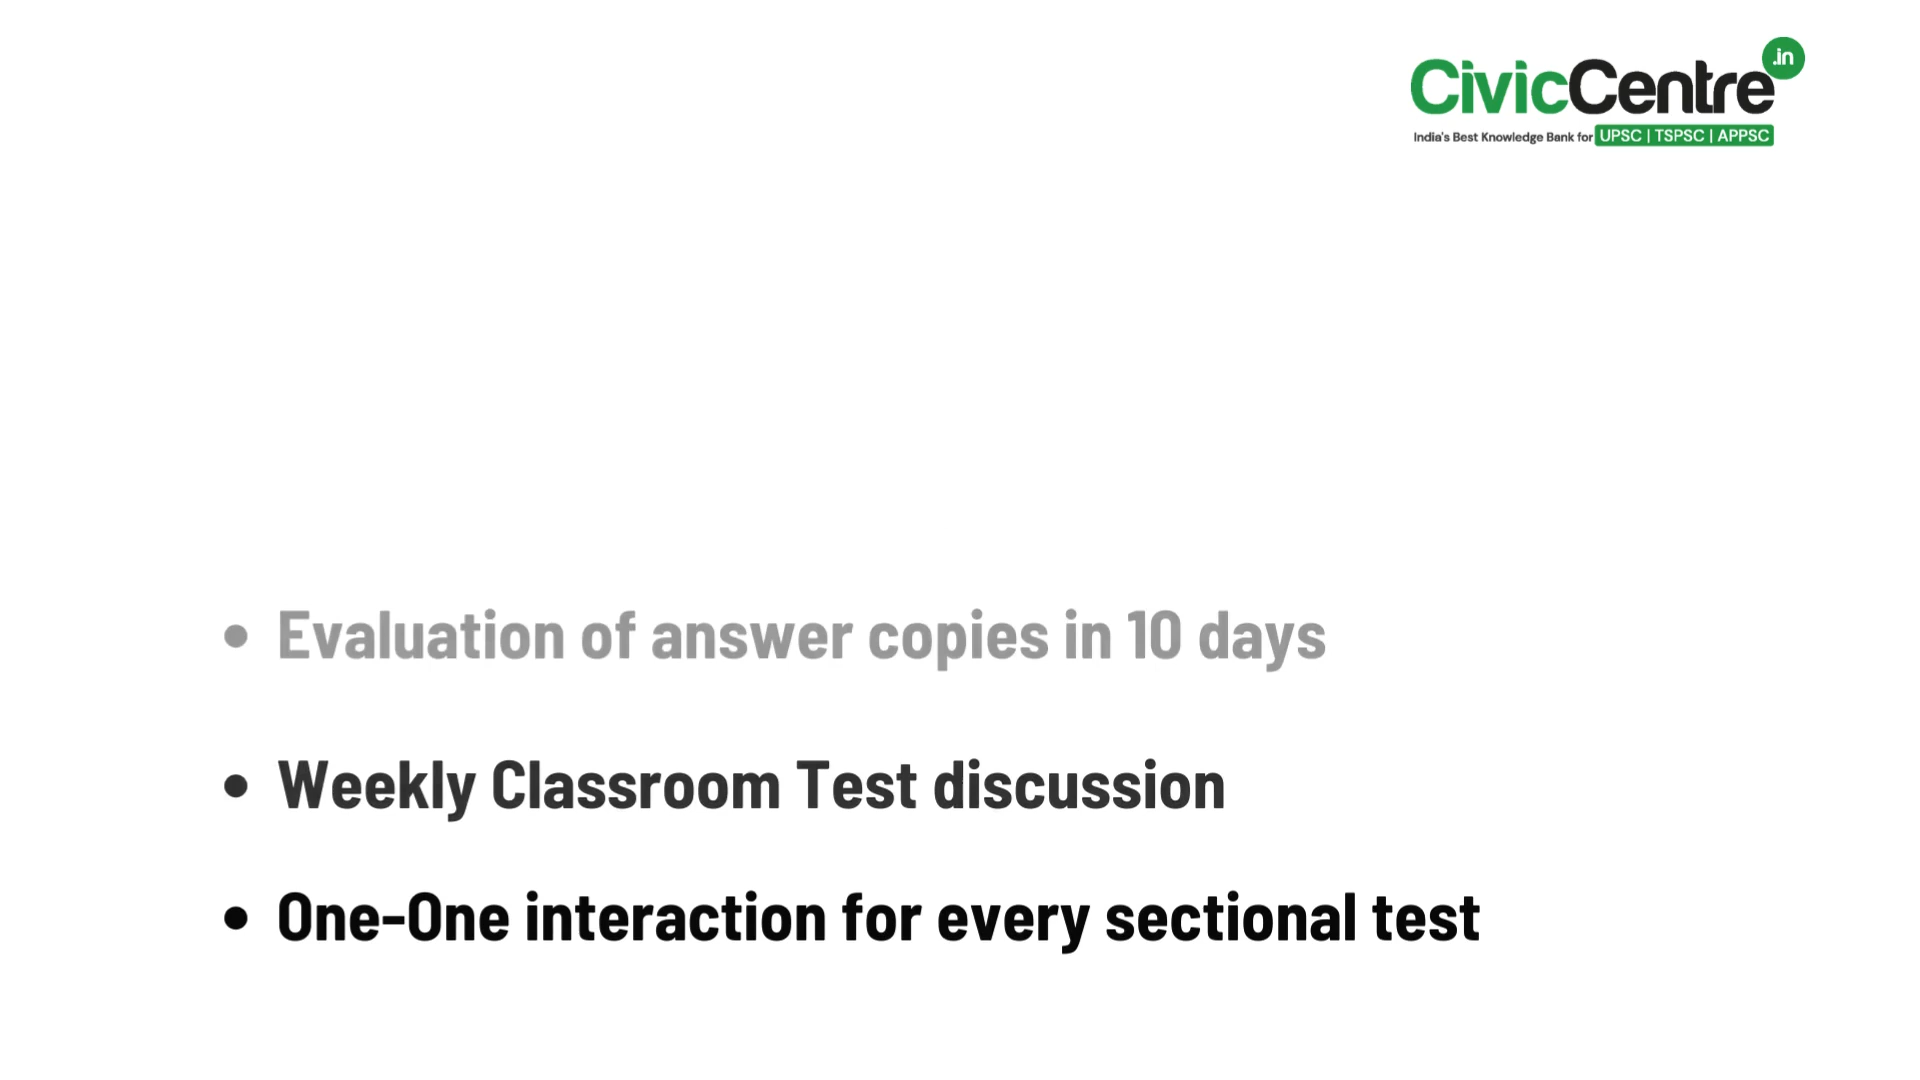 CivicCentre.in
India's Best Knowledge Bank for UPSC | TSPSC | APPSC
• Evaluation of answer copies in 10 days
• Weekly Classroom Test discussion
• One-One interaction for every sectional test